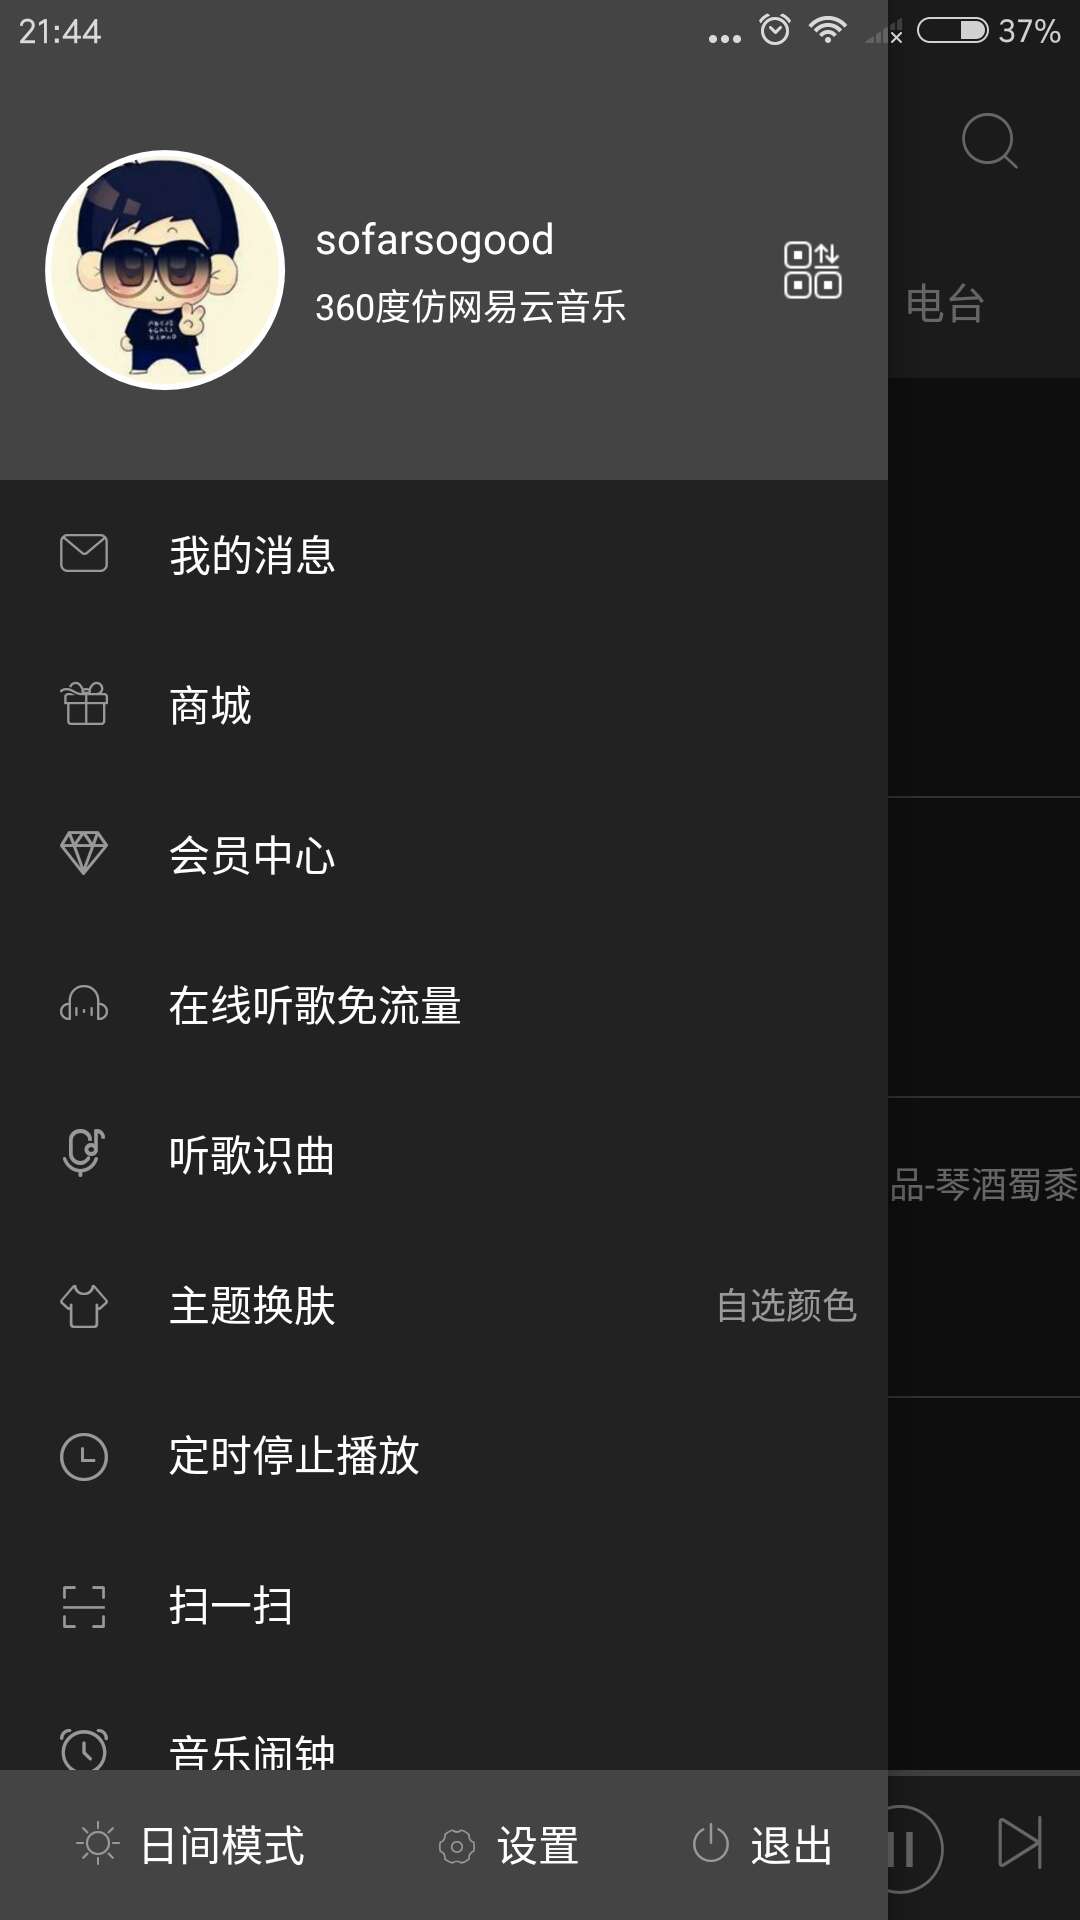 21:44
37%
sofarsogood
360度仿网易云音乐
电台
我的消息
商城
会员中心
在线听歌免流量
听歌识曲
品-琴酒蜀黍
主题换肤
自选颜色
定时停止播放
扫一扫
音乐闹钟
日间模式
设置
退出